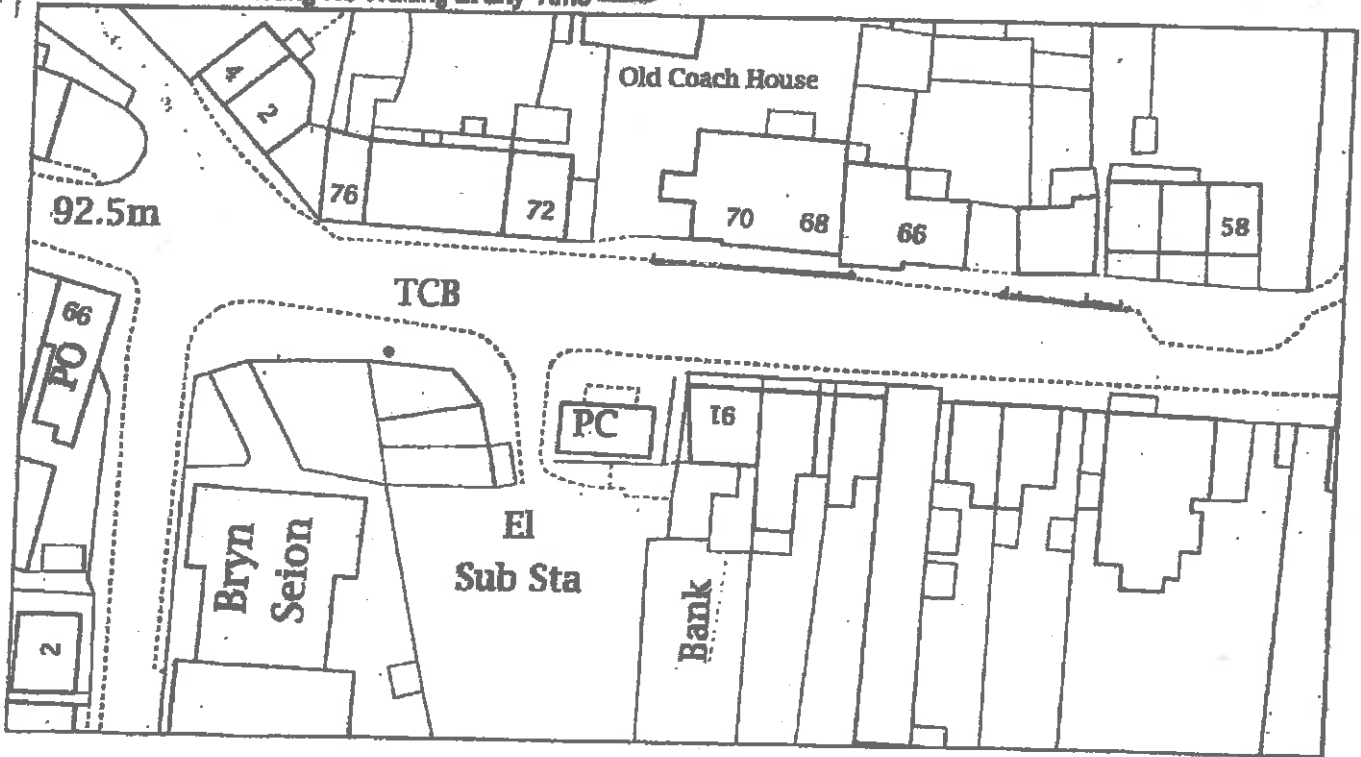 4
2
Old Coach House
76
72
70
68
66
58
92.5m
TCB
66
PO
PC
16
El
Sub Sta
Bryn
Seion
Bank
2